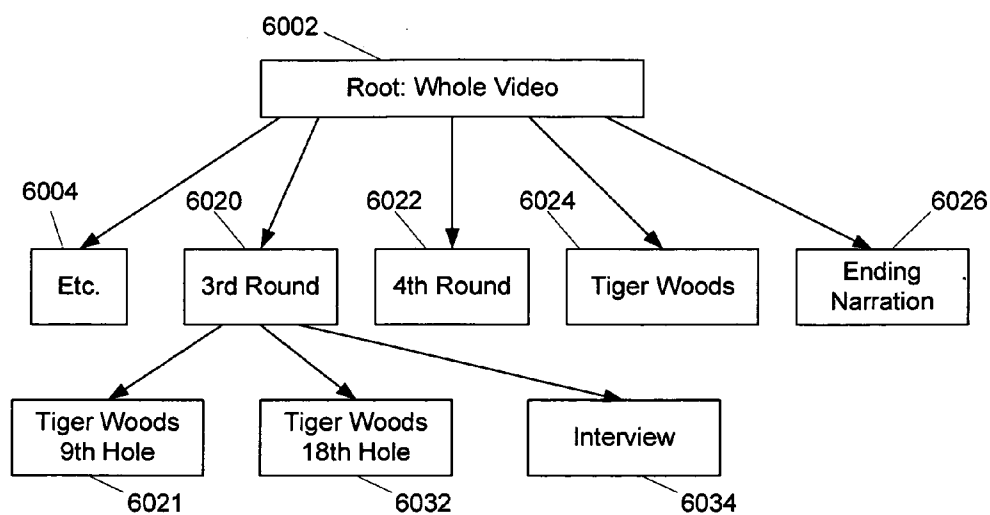 6002
Root: Whole Video
6004
6020
6022
6024
6026
Etc.
3rd Round
4th Round
Tiger Woods
Ending
Narration
Tiger Woods
9th Hole
Tiger Woods
18th Hole
Interview
6021
6032
6034